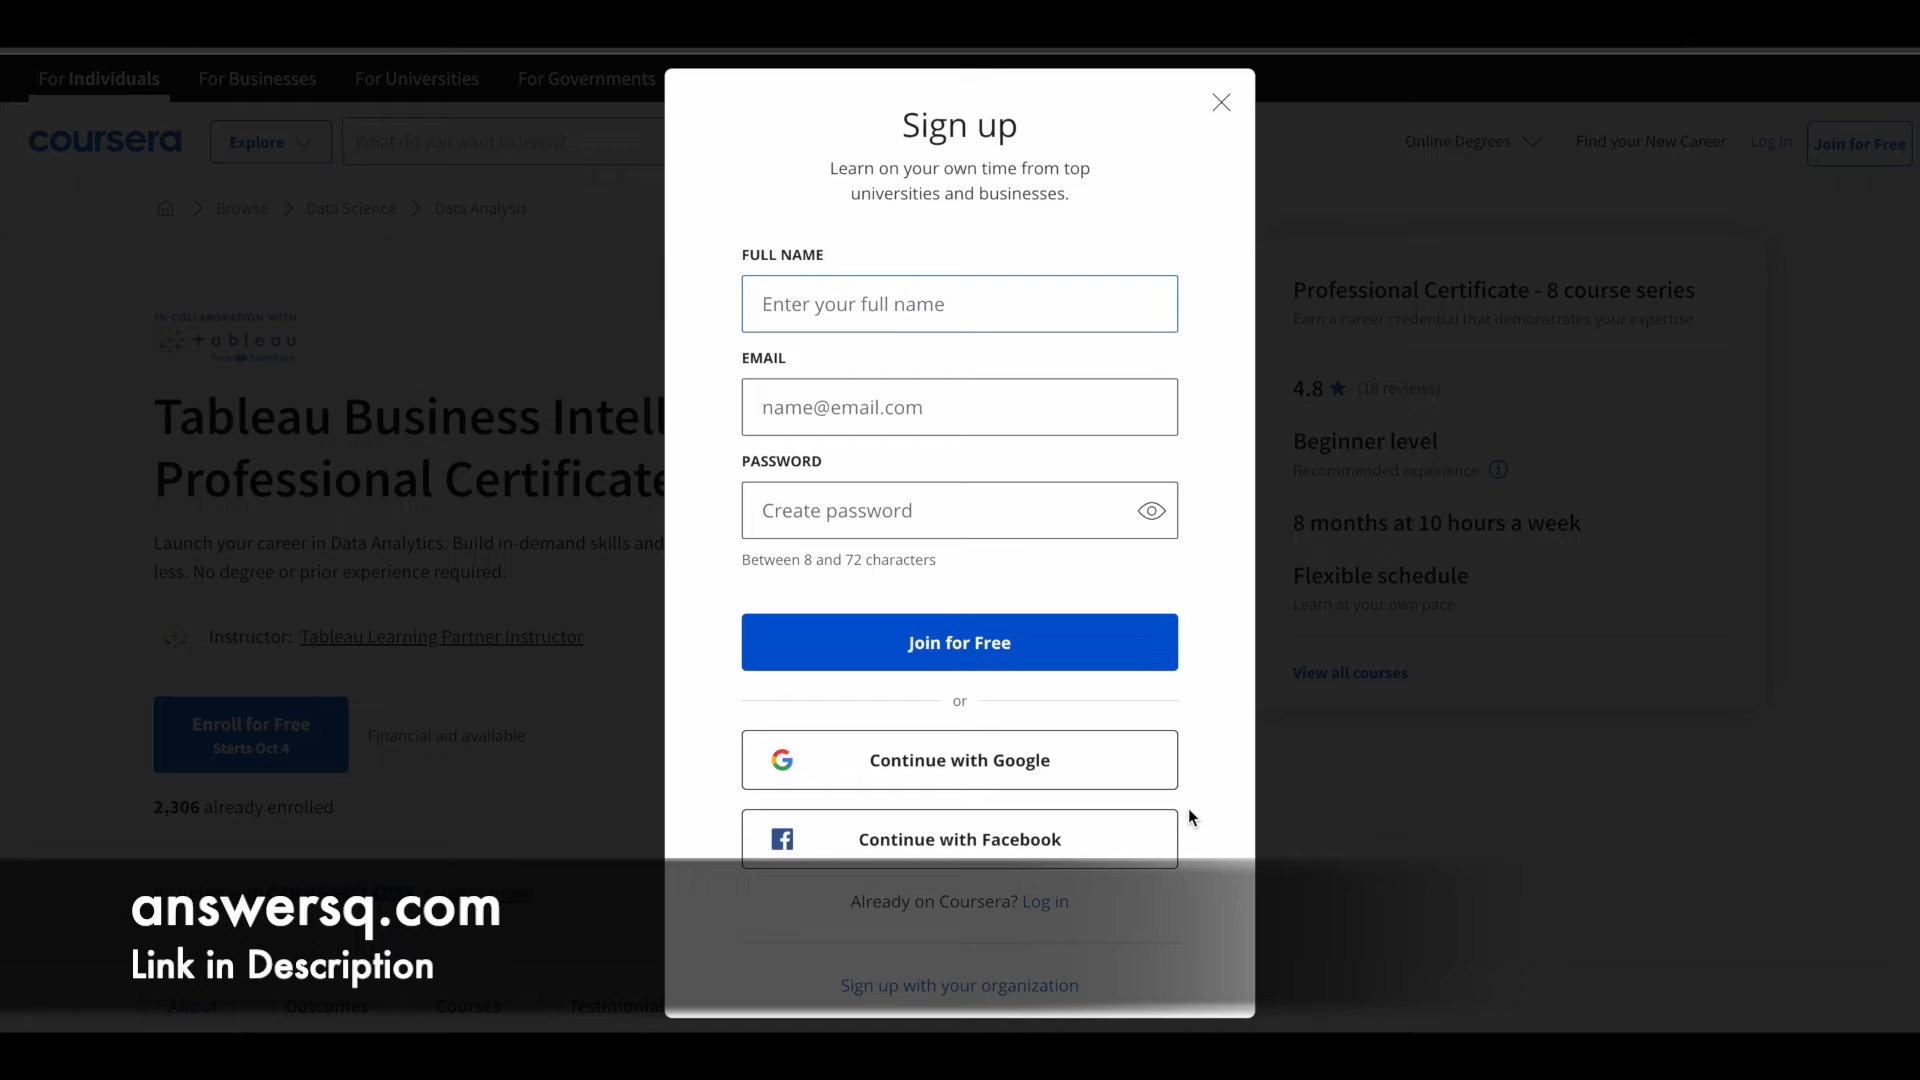 For Individuals
For Businesses
For Universities
For Governments
coursera
Explore
What do you want to learn?
Online Degrees
Find your New Career
Log In
Join for Free
Browse
Data Science
Data Analysis
IN COLLABORATION WITH
+ableau
from Salesforce
Tableau Business Intell
Professional Certificate
Launch your career in Data Analytics. Build in-demand skills and
less. No degree or prior experience required.
Instructor: Tableau Learning Partner Instructor
Enroll for Free
Starts Oct 4
Financial aid available
2,306 already enrolled
Sign up
Learn on your own time from top
universities and businesses.
FULL NAME
Enter your full name
EMAIL
name@email.com
PASSWORD
Create password
Between 8 and 72 characters
Join for Free
or
Continue with Google
Continue with Facebook
Already on Coursera? Log in
Sign up with your organization
Professional Certificate - 8 course series
Earn a career credential that demonstrates your expertise
4.8 ★ (18 reviews)
Beginner level
Recommended experience
8 months at 10 hours a week
Flexible schedule
Learn at your own pace
View all courses
answersq.com
Link in Description
About
Outcomes
Courses
Testimonial